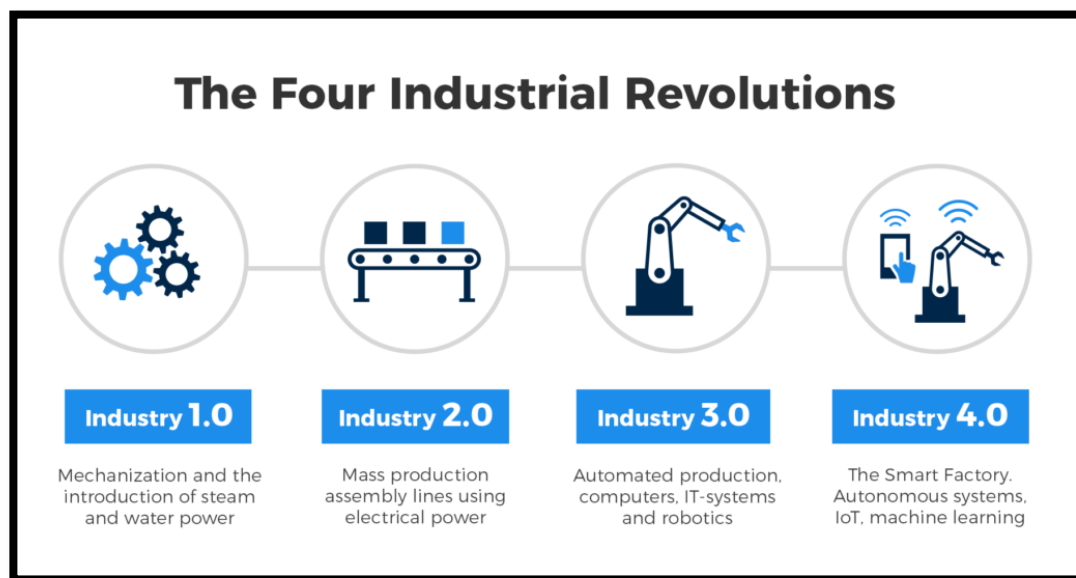 The Four Industrial Revolutions
Industry 1.0
Mechanization and the
introduction of steam
and water power
Industry 2.0
Mass production
assembly lines using
electrical power
Industry 3.0
Automated production,
computers, IT-systems
and robotics
Industry 4.0
The Smart Factory.
Autonomous systems,
IoT, machine learning